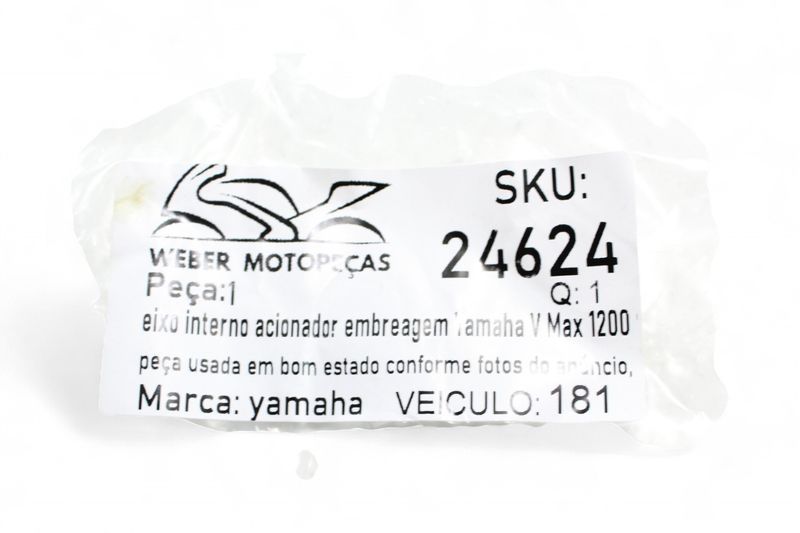 SKU:
24624
WEBER MOTOPEÇAS
Peça:1
Q: 1
eixo interno acionador embreagem Yamaha V Max 1200
peça usada em bom estado conforme fotos do anúncio,
Marca: yamaha VEICULO: 181